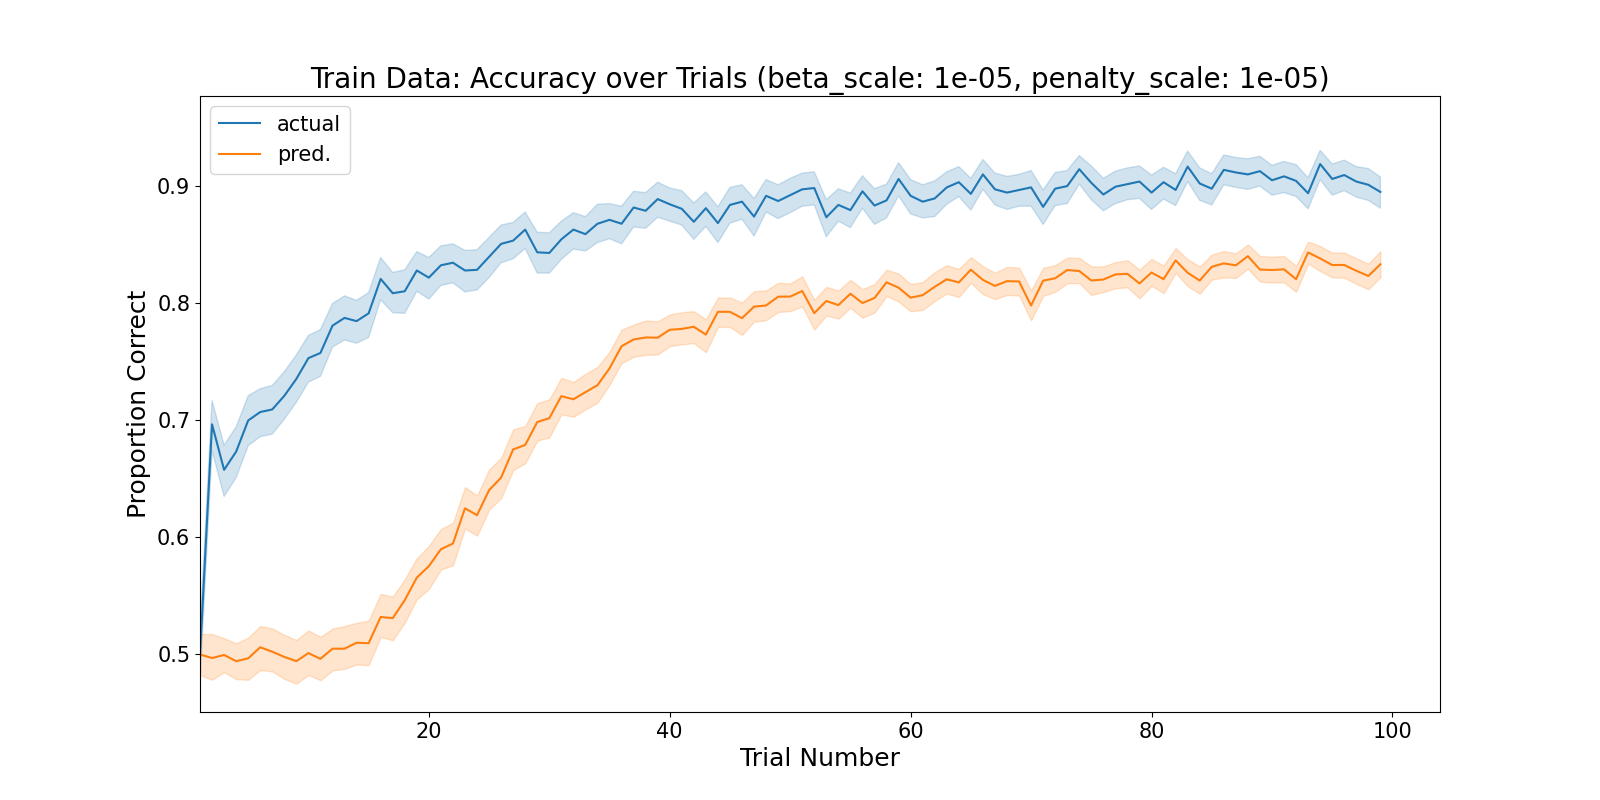 Train Data: Accuracy over Trials (beta_scale: 1e-05, penalty_scale: 1e-05)
actual
pred.
0.9
0.8
0.7
0.6
0.5
Proportion Correct
20 40 60 80 100
Trial Number